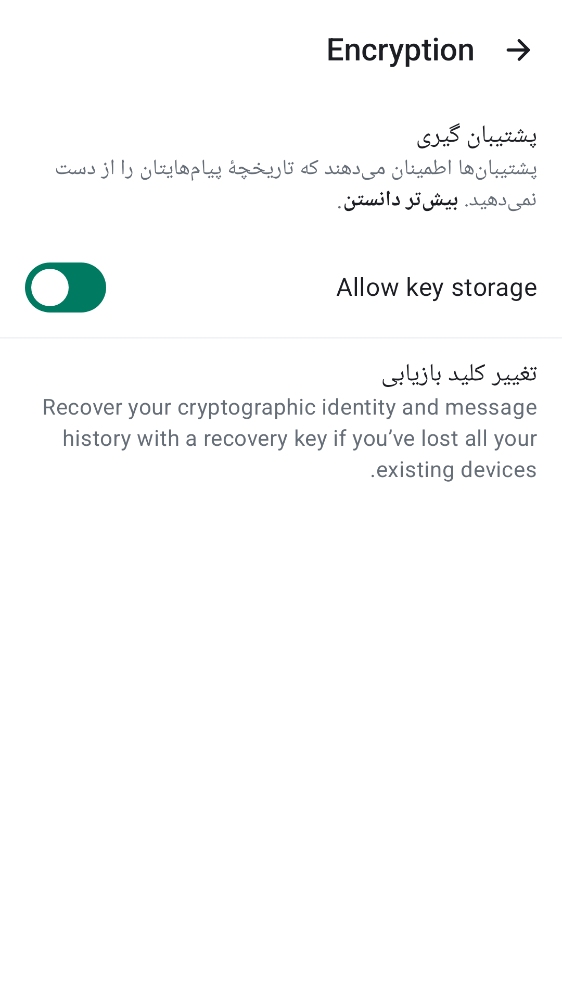 Encryption
پشتیبان گیری
پشتیبان‌ها اطمینان می‌دهند که تاریخچهٔ پیام‌هایتان را از دست
نمی‌دهید. بیش‌تر دانستن.
Allow key storage
تغییر کلید بازیابی
Recover your cryptographic identity and message
history with a recovery key if you’ve lost all your
existing devices.